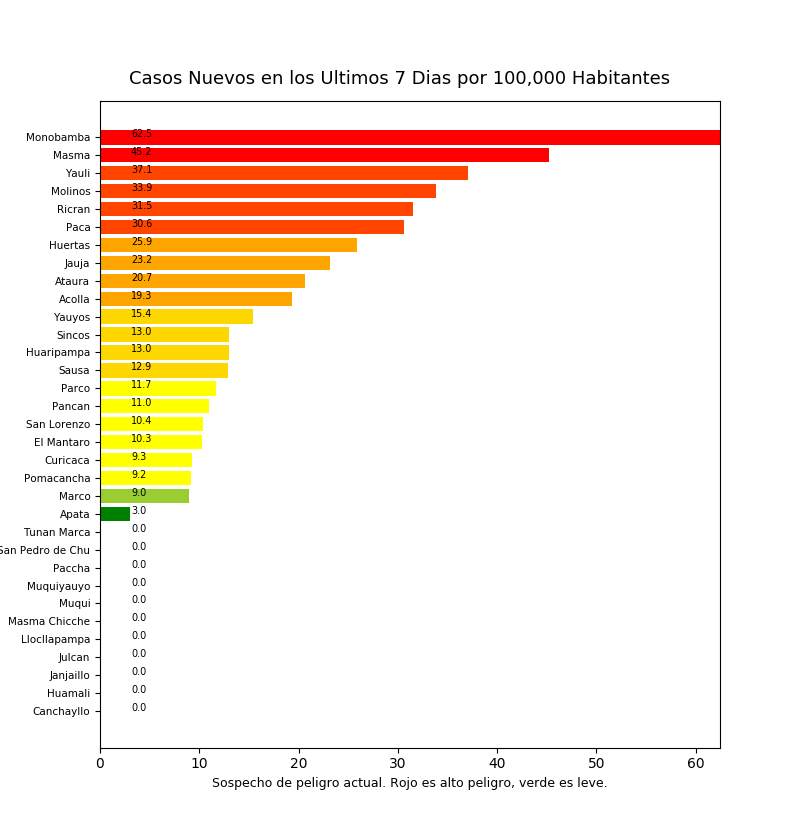 Casos Nuevos en los Ultimos 7 Dias por 100,000 Habitantes
Monobamba 62.5
Masma 45.2
Yauli 37.1
Molinos 33.9
Ricran 31.5
Paca 30.6
Huertas 25.9
Jauja 23.2
Ataura 20.7
Acolla 19.3
Yauyos 15.4
Sincos 13.0
Huaripampa 13.0
Sausa 12.9
Parco 11.7
Pancan 11.0
San Lorenzo 10.4
El Mantaro 10.3
Curicaca 9.3
Pomacancha 9.2
Marco 9.0
Apata 3.0
Tunan Marca 0.0
San Pedro de Chu 0.0
Paccha 0.0
Muquiyauyo 0.0
Muqui 0.0
Masma Chicche 0.0
Llocllapampa 0.0
Julcan 0.0
Janjaillo 0.0
Huamali 0.0
Canchayllo 0.0
0 10 20 30 40 50 60
Sospecho de peligro actual. Rojo es alto peligro, verde es leve.